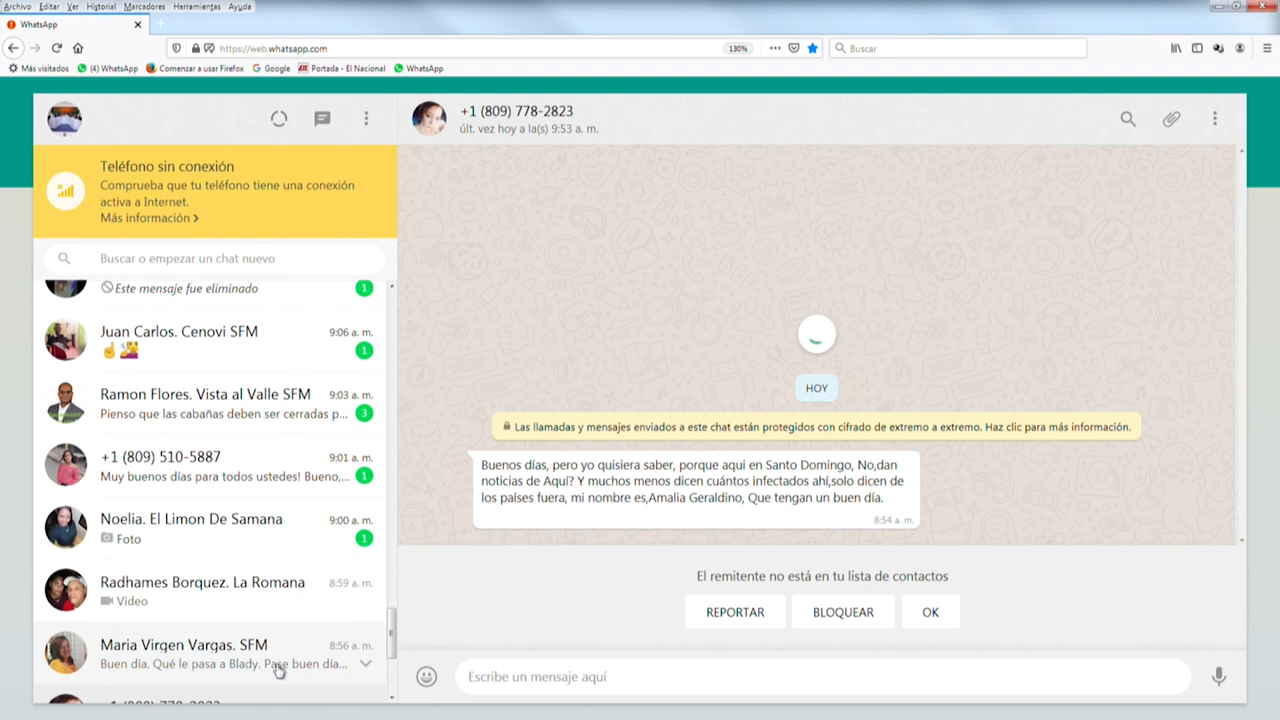 Archivo Editar Ver Historial Marcadores Herramientas Ayuda
WhatsApp
https://web.whatsapp.com
130%
Buscar
Más visitados (4) WhatsApp Comenzar a usar Firefox Google Portada - El Nacional WhatsApp
Teléfono sin conexión
Comprueba que tu teléfono tiene una conexión
activa a Internet.
Más información
Buscar o empezar un chat nuevo
Este mensaje fue eliminado
1
Juan Carlos. Cenovi SFM 9:06 a. m.
1
Ramon Flores. Vista al Valle SFM 9:03 a. m.
Pienso que las cabañas deben ser cerradas p... 3
+1 (809) 510-5887 9:01 a. m.
Muy buenos días para todos ustedes! Bueno,... 1
Noelia. El Limon De Samana 9:00 a. m.
Foto 1
Radhames Borquez. La Romana 8:59 a. m.
Video
Maria Virgen Vargas. SFM 8:56 a. m.
Buen día. Qué le pasa a Blady. Pase buen día...
+1 (809) 778-2823
+1 (809) 778-2823
últ. vez hoy a la(s) 9:53 a. m.
HOY
Las llamadas y mensajes enviados a este chat están protegidos con cifrado de extremo a extremo. Haz clic para más información.
Buenos días, pero yo quisiera saber, porque aqui en Santo Domingo, No,dan
noticias de Aquí? Y muchos menos dicen cuántos infectados ahí,solo dicen de
los países fuera, mi nombre es,Amalia Geraldino, Que tengan un buen día.
8:54 a. m.
El remitente no está en tu lista de contactos
REPORTAR BLOQUEAR OK
Escribe un mensaje aquí